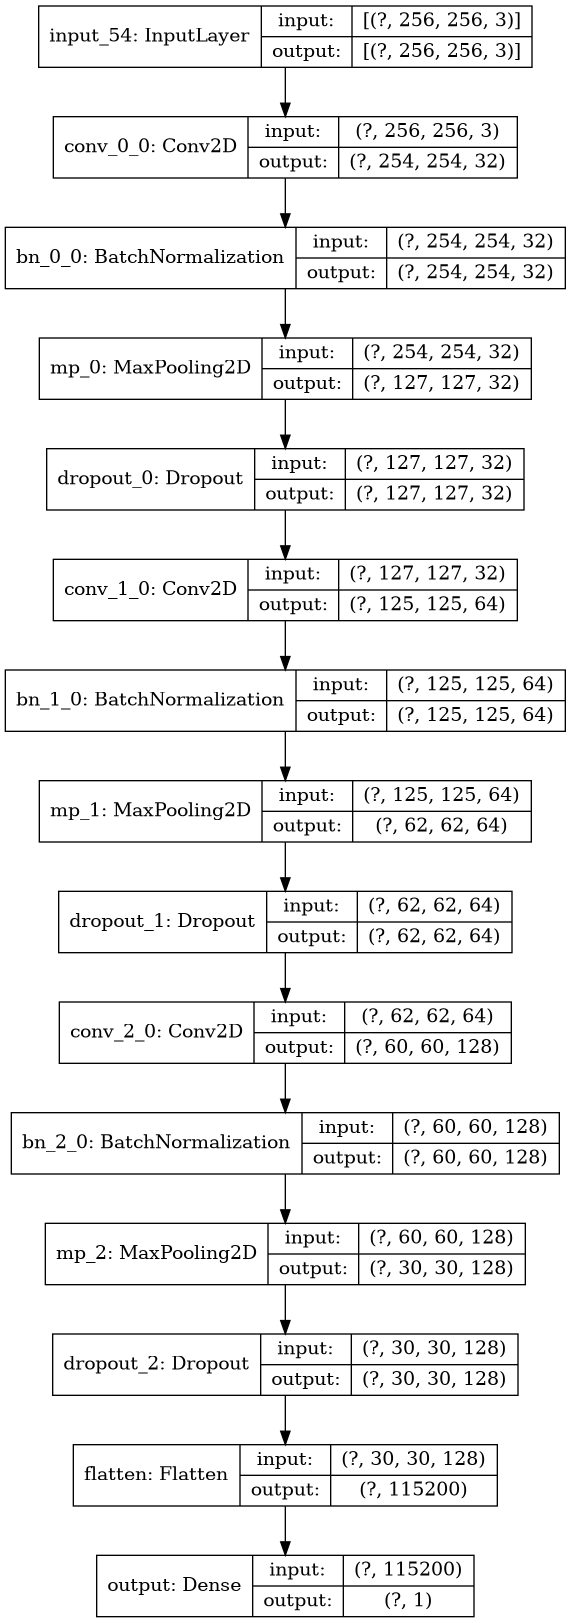 input_54: InputLayer
input: [(?, 256, 256, 3)]
output: [(?, 256, 256, 3)]
conv_0_0: Conv2D
input: (?, 256, 256, 3)
output: (?, 254, 254, 32)
bn_0_0: BatchNormalization
input: (?, 254, 254, 32)
output: (?, 254, 254, 32)
mp_0: MaxPooling2D
input: (?, 254, 254, 32)
output: (?, 127, 127, 32)
dropout_0: Dropout
input: (?, 127, 127, 32)
output: (?, 127, 127, 32)
conv_1_0: Conv2D
input: (?, 127, 127, 32)
output: (?, 125, 125, 64)
bn_1_0: BatchNormalization
input: (?, 125, 125, 64)
output: (?, 125, 125, 64)
mp_1: MaxPooling2D
input: (?, 125, 125, 64)
output: (?, 62, 62, 64)
dropout_1: Dropout
input: (?, 62, 62, 64)
output: (?, 62, 62, 64)
conv_2_0: Conv2D
input: (?, 62, 62, 64)
output: (?, 60, 60, 128)
bn_2_0: BatchNormalization
input: (?, 60, 60, 128)
output: (?, 60, 60, 128)
mp_2: MaxPooling2D
input: (?, 60, 60, 128)
output: (?, 30, 30, 128)
dropout_2: Dropout
input: (?, 30, 30, 128)
output: (?, 30, 30, 128)
flatten: Flatten
input: (?, 30, 30, 128)
output: (?, 115200)
output: Dense
input: (?, 115200)
output: (?, 1)